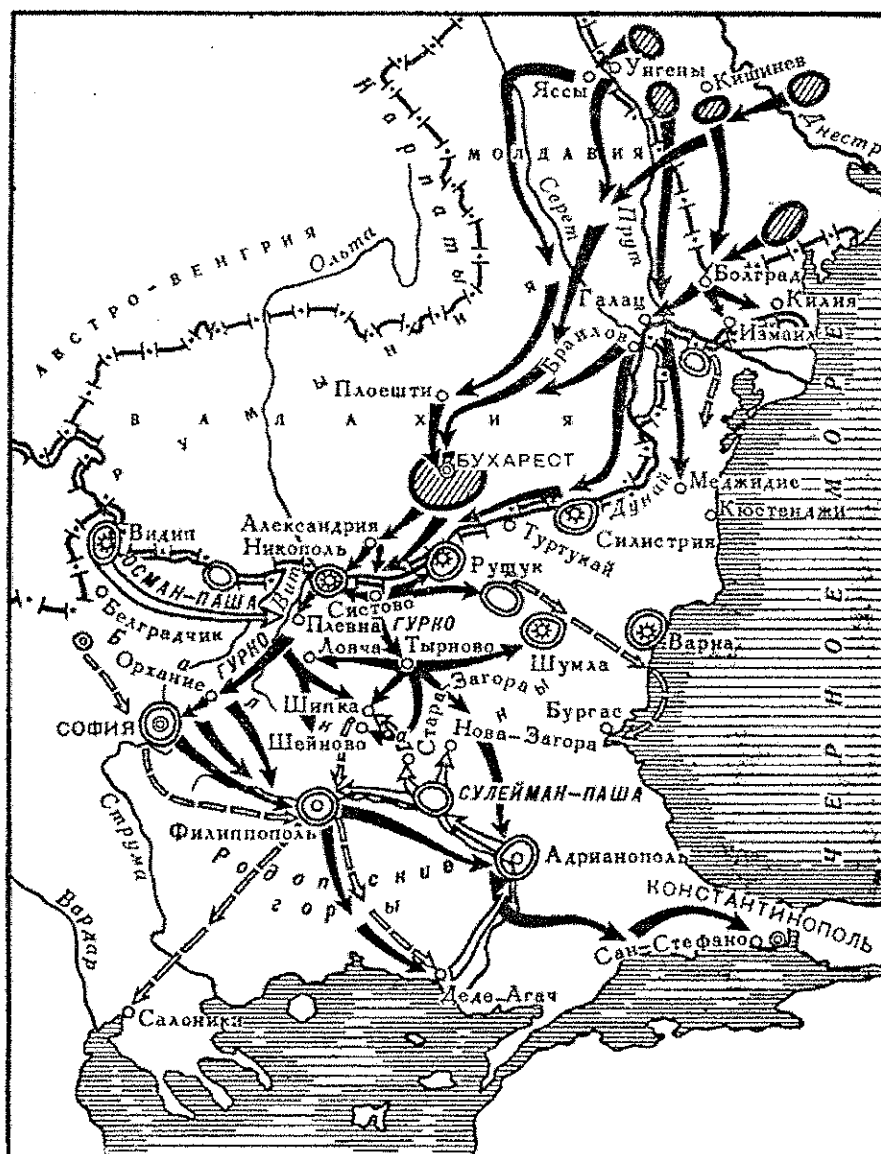 Унгены
Кишинев
Яссы
Днестр
Карпаты
МОЛДАВИЯ
Серет
Прут
АВСТРО-ВЕНГРИЯ
Ольта
Болград
Галац
Килия
Измаил
Браилов
Плоешти
РУМЫНИЯ
ВАЛАХИЯ
БУХАРЕСТ
Меджидие
Дунай
Кюстенджи
Александрия
Силистрия
Видин
Никополь
Туртукай
ОСМАН-ПАША
Рущук
Вит
Систово
Белградчик
Плевна
ГУРКО
ГУРКО
Ловча
Тырново
Шумла
Варна
Орхание
Балканы
Шипка
Стара Загора
Бургас
СОФИЯ
Шейново
Нова-Загора
СУЛЕЙМАН-ПАША
Струма
Филиппополь
Родопские
горы
Адрианополь
Вардар
КОНСТАНТИНОПОЛЬ
Сан-Стефано
Деде-Агач
Салоники
ЧЕРНОЕ МОРЕ